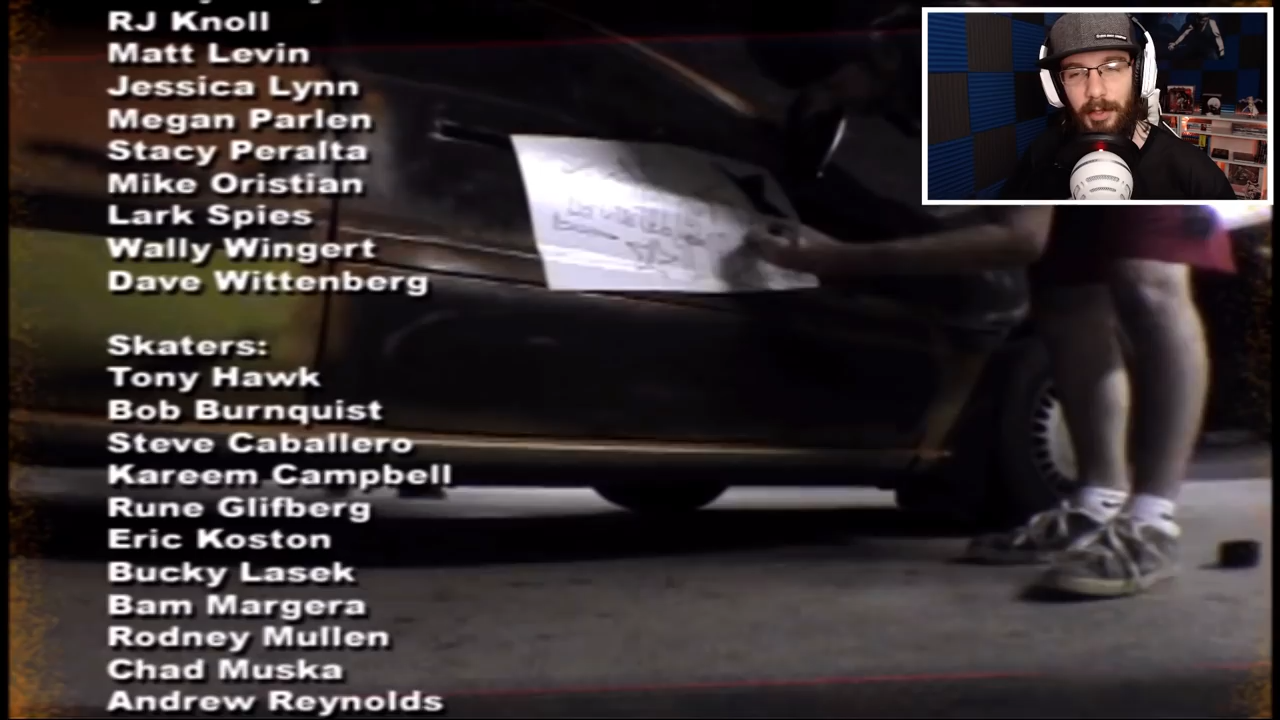 RJ Knoll
Matt Levin
Jessica Lynn
Megan Parlen
Stacy Peralta
Mike Oristian
Lark Spies
Wally Wingert
Dave Wittenberg
Skaters:
Tony Hawk
Bob Burnquist
Steve Caballero
Kareem Campbell
Rune Glifberg
Eric Koston
Bucky Lasek
Bam Margera
Rodney Mullen
Chad Muska
Andrew Reynolds